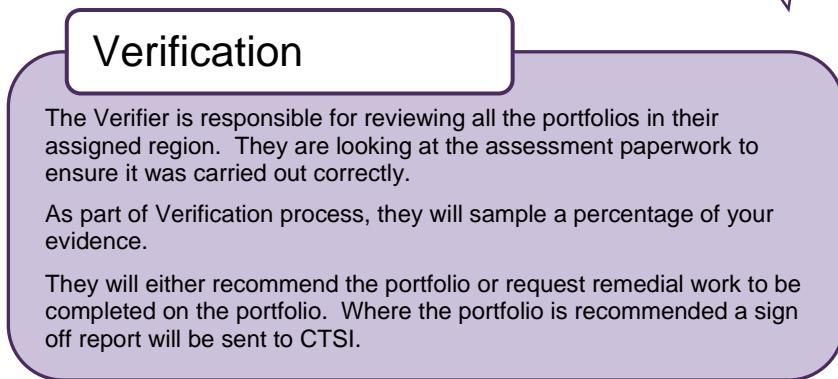 Verification
The Verifier is responsible for reviewing all the portfolios in their
assigned region.  They are looking at the assessment paperwork to
ensure it was carried out correctly.
As part of Verification process, they will sample a percentage of your
evidence.
They will either recommend the portfolio or request remedial work to be
completed on the portfolio.  Where the portfolio is recommended a sign
off report will be sent to CTSI.